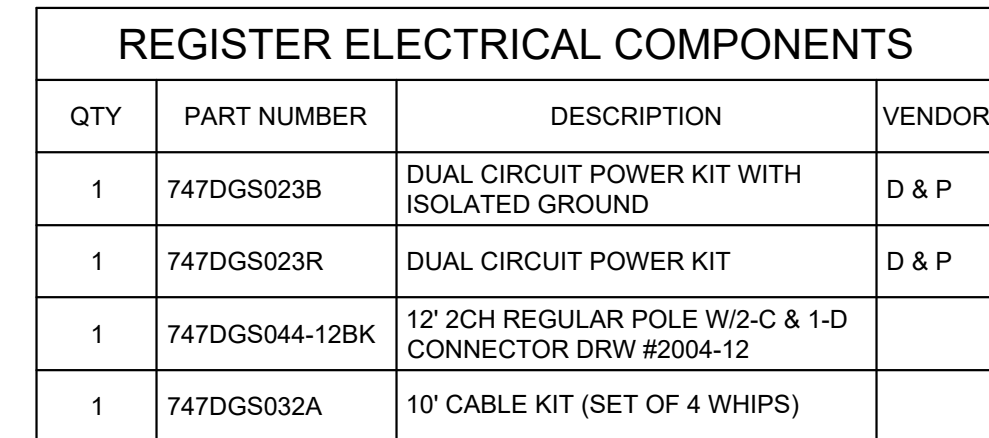 REGISTER ELECTRICAL COMPONENTS
QTY PART NUMBER DESCRIPTION VENDOR
1 747DGS023B DUAL CIRCUIT POWER KIT WITH
ISOLATED GROUND D & P
1 747DGS023R DUAL CIRCUIT POWER KIT D & P
1 747DGS044-12BK 12' 2CH REGULAR POLE W/2-C & 1-D
CONNECTOR DRW #2004-12
1 747DGS032A 10' CABLE KIT (SET OF 4 WHIPS)